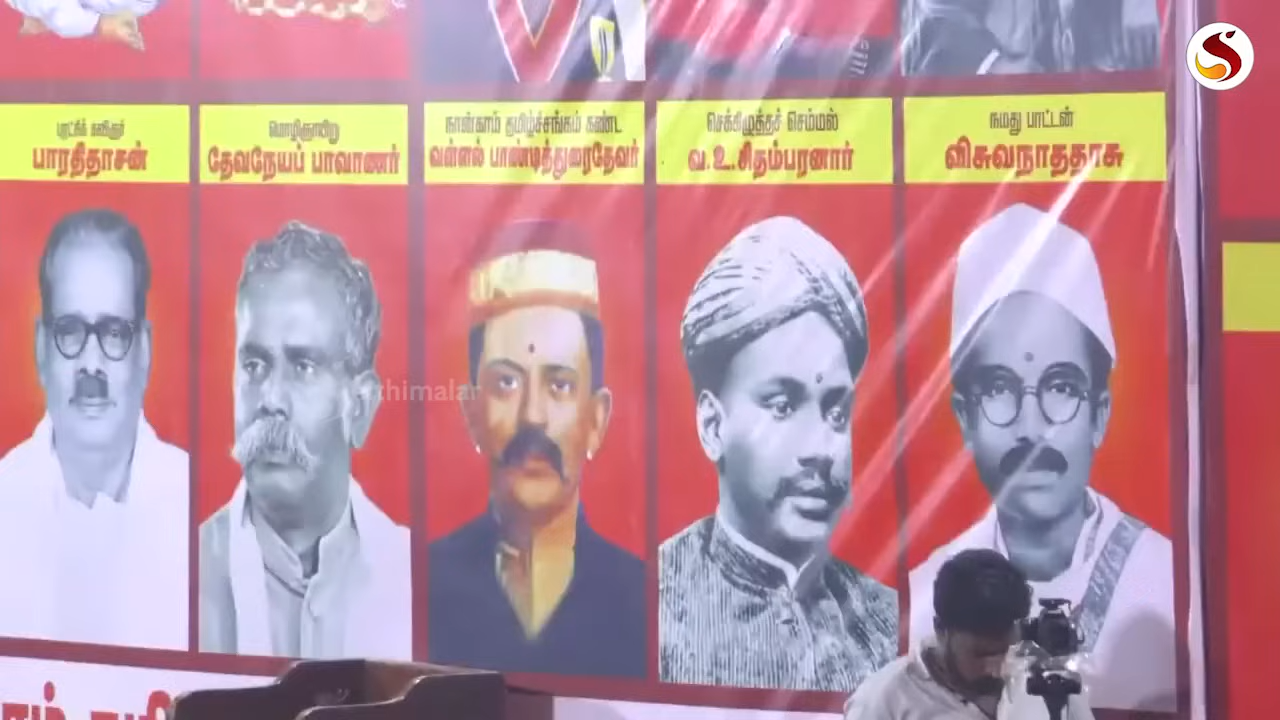 புரட்சிக் கவிஞர்
பாரதிதாசன்
மொழிஞாயிறு
தேவநேயப் பாவாணர்
நான்காம் தமிழ்ச்சங்கம் கண்ட
வள்ளல் பாண்டித்துரைதேவர்
செக்கிழுத்தச் செம்மல்
வ.உ.சிதம்பரனார்
நமது பாட்டன்
விசுவநாததாசு
rthimalar